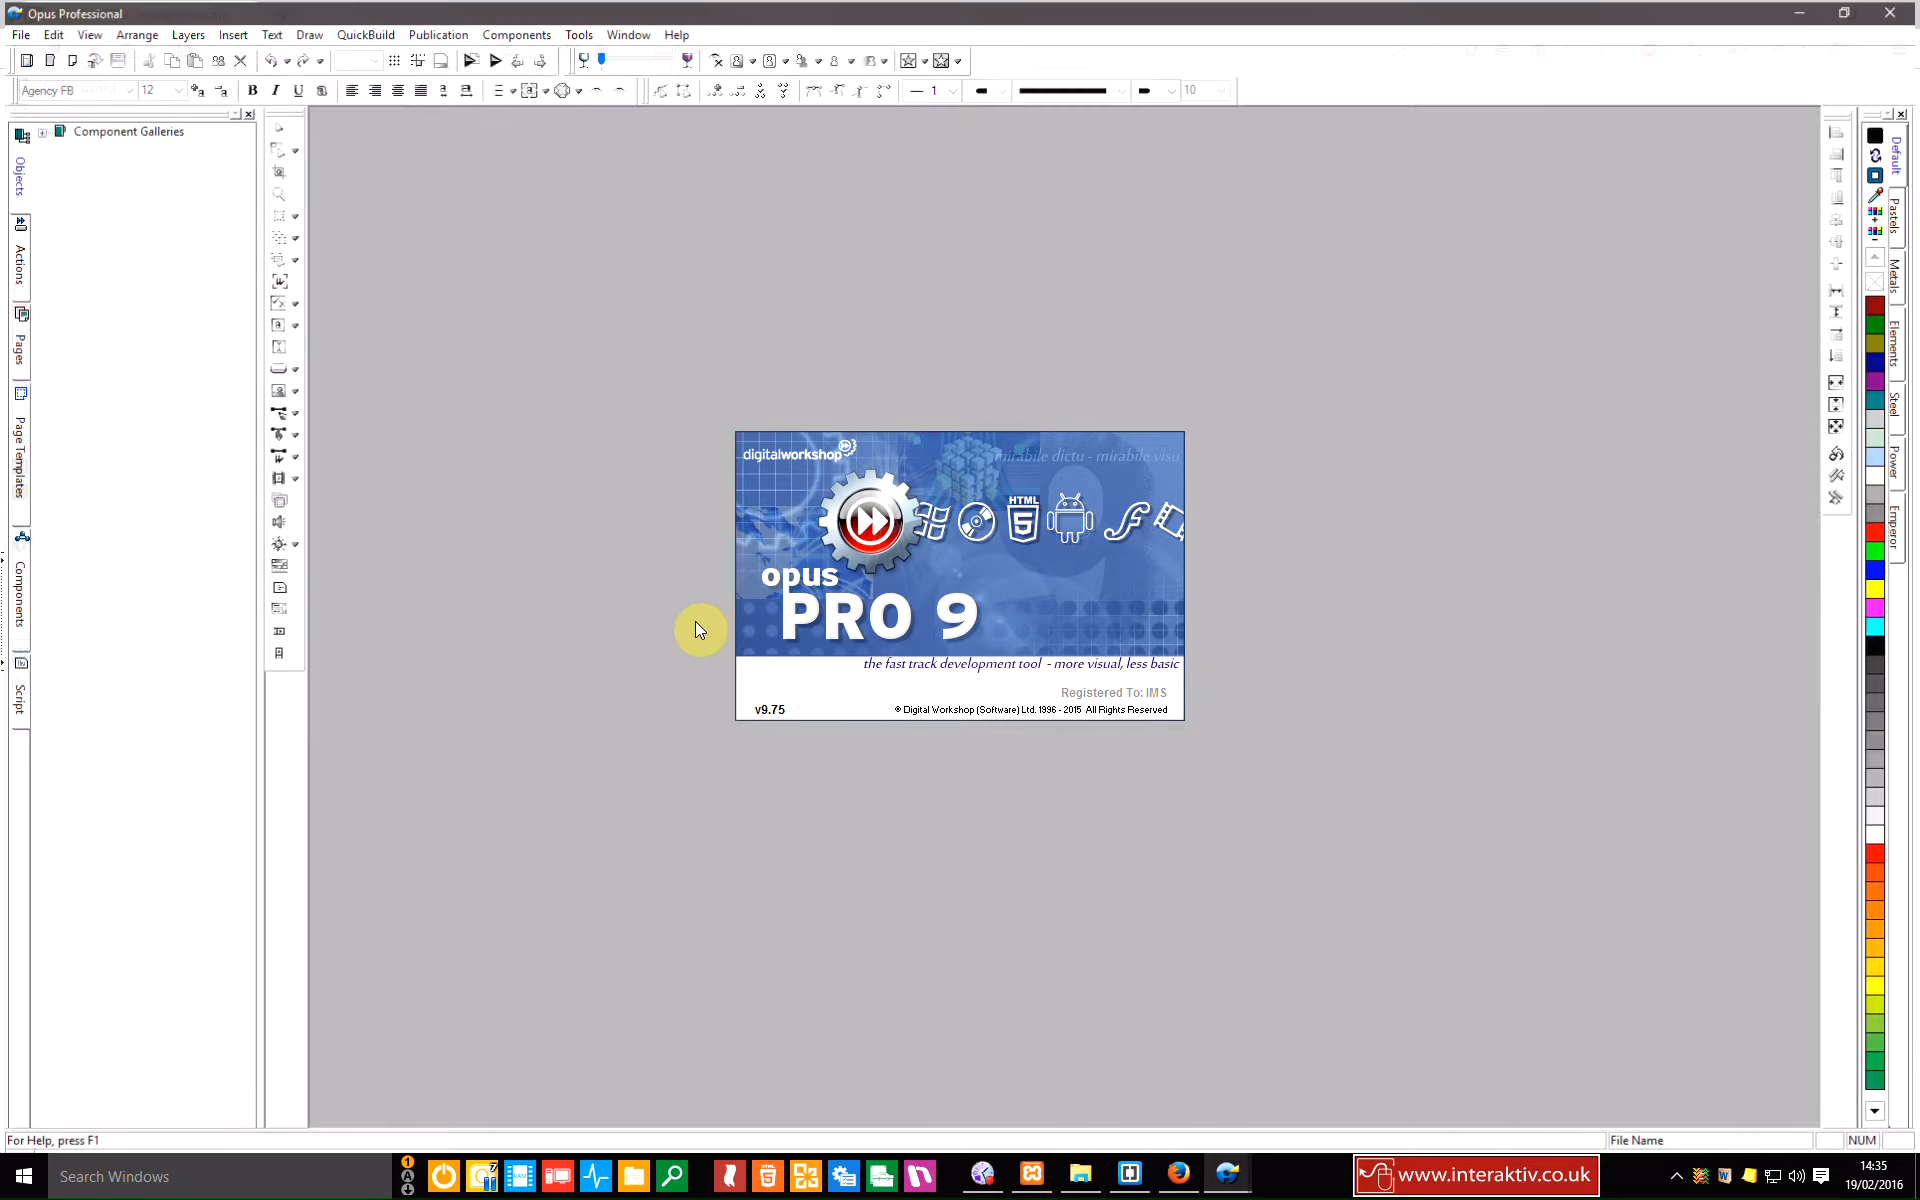 Opus Professional
File Edit View Arrange Layers Insert Text Draw QuickBuild Publication Components Tools Window Help
Agency FB 12 B I U 1 10
Component Galleries
Objects
Actions
Pages
Page Templates
Components
Script
Default
Pastels
Metals
Elements
Steel
Power
Emperor
digitalworkshop
mirabile dictu - mirabile visu
HTML
5
opus
PRO 9
the fast track development tool - more visual, less basic
Registered To: IMS
v9.75 © Digital Workshop (Software) Ltd. 1996 - 2015 All Rights Reserved
For Help, press F1 File Name NUM
Search Windows www.interaktiv.co.uk 14:35
19/02/2016